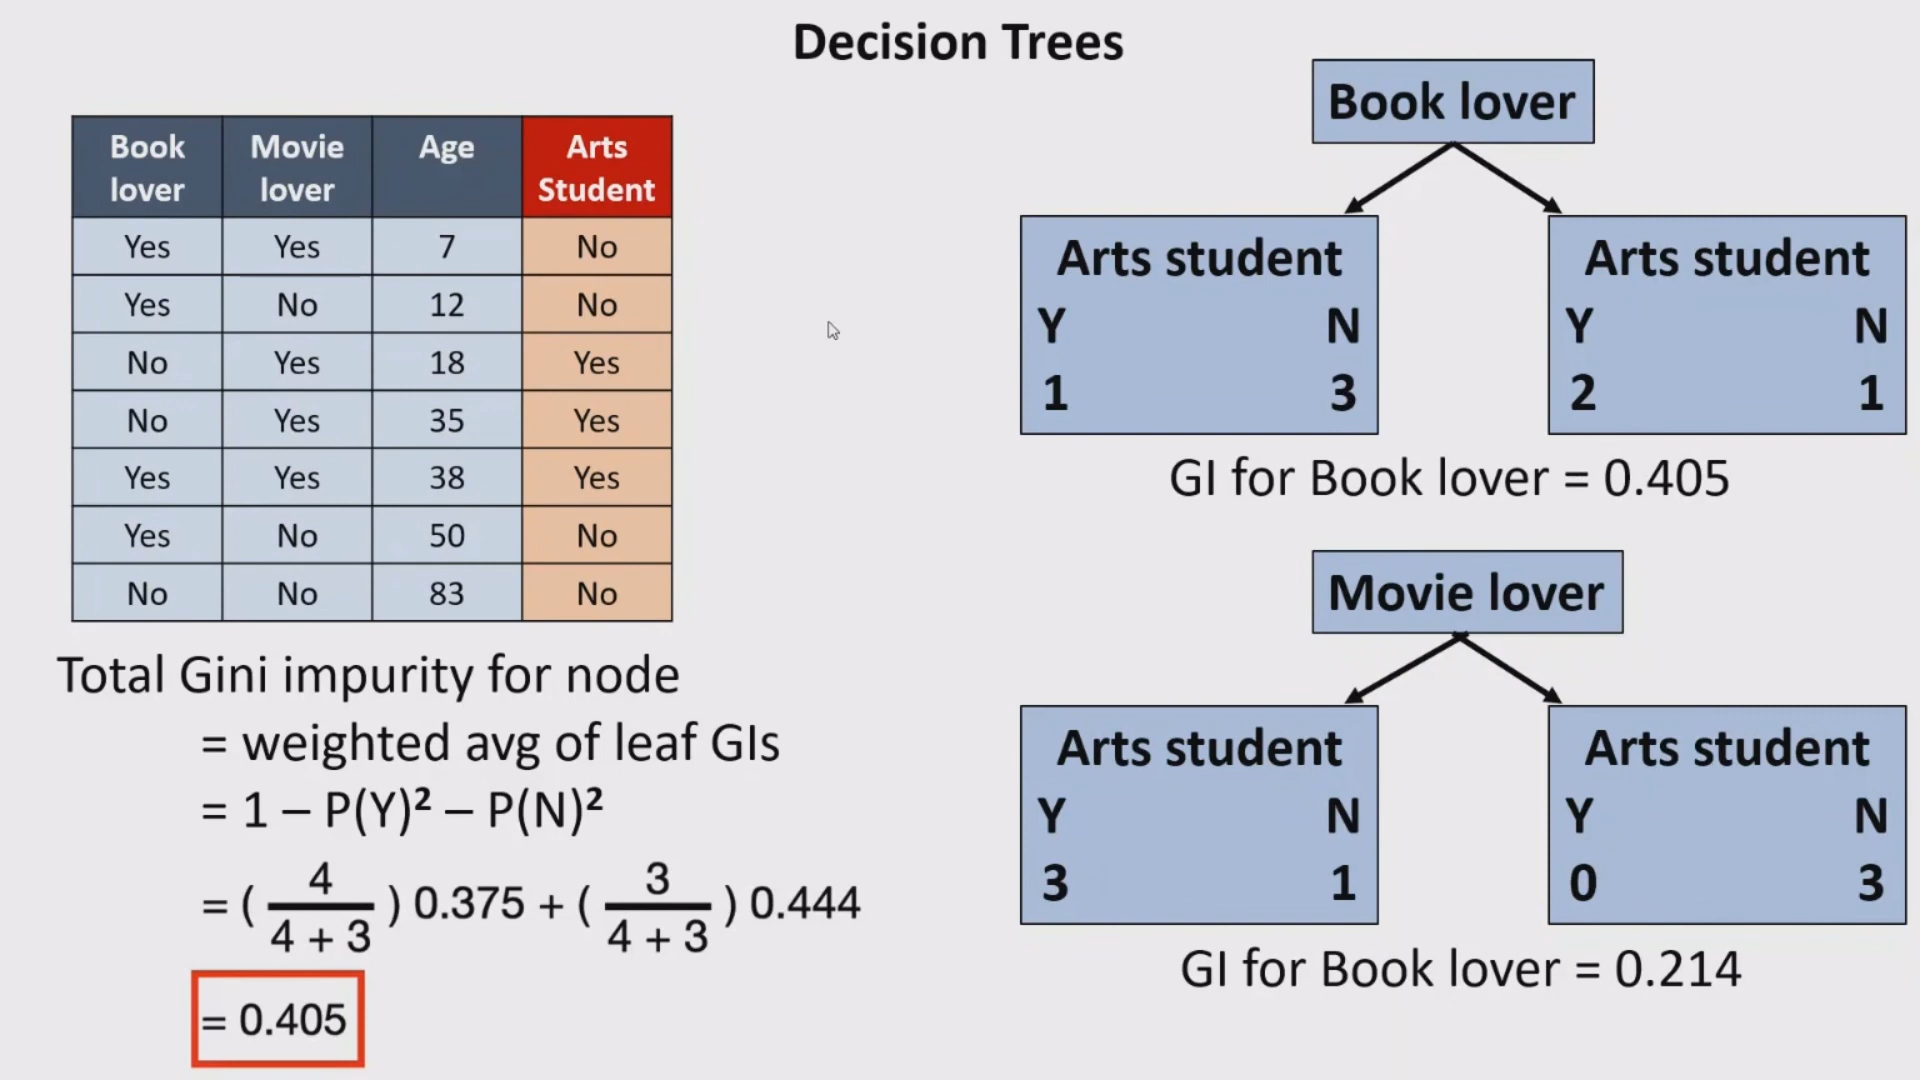 Decision Trees
Book lover Movie lover Age Arts Student
Yes Yes 7 No
Yes No 12 No
No Yes 18 Yes
No Yes 35 Yes
Yes Yes 38 Yes
Yes No 50 No
No No 83 No
Total Gini impurity for node
= weighted avg of leaf GIs
= 1 – P(Y)² – P(N)²
= ( 4 / 4 + 3 ) 0.375 + ( 3 / 4 + 3 ) 0.444
= 0.405
Book lover
Arts student
Y N
1 3
Arts student
Y N
2 1
GI for Book lover = 0.405
Movie lover
Arts student
Y N
3 1
Arts student
Y N
0 3
GI for Book lover = 0.214